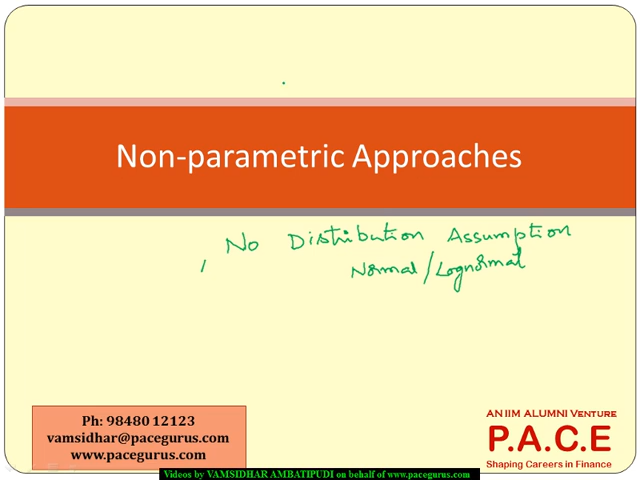 Non-parametric Approaches
No Distribution Assumption
Normal/Lognormal
Ph: 98480 12123
vamsidhar@pacegurus.com
www.pacegurus.com
AN IIM ALUMNI VENTURE
P.A.C.E
Shaping Careers in Finance
Videos by VAMSIDHAR AMBATIPUDI on behalf of www.pacegurus.com